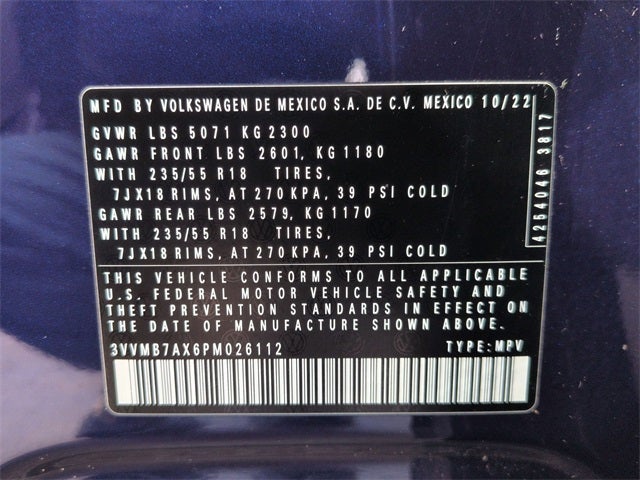 MFD BY VOLKSWAGEN DE MEXICO S.A. DE C.V. MEXICO 10/22
GVWR LBS 5071 KG 2300
GAWR FRONT LBS 2601, KG 1180
WITH 235/55 R18 TIRES,
7JX18 RIMS, AT 270 KPA, 39 PSI COLD
GAWR REAR LBS 2579, KG 1170
WITH 235/55 R18 TIRES,
7JX18 RIMS, AT 270 KPA, 39 PSI COLD
4254046 3817
THIS VEHICLE CONFORMS TO ALL APPLICABLE
U.S. FEDERAL MOTOR VEHICLE SAFETY AND
THEFT PREVENTION STANDARDS IN EFFECT ON
THE DATE OF MANUFACTURE SHOWN ABOVE.
3VVMB7AX6PM026112 TYPE: MPV